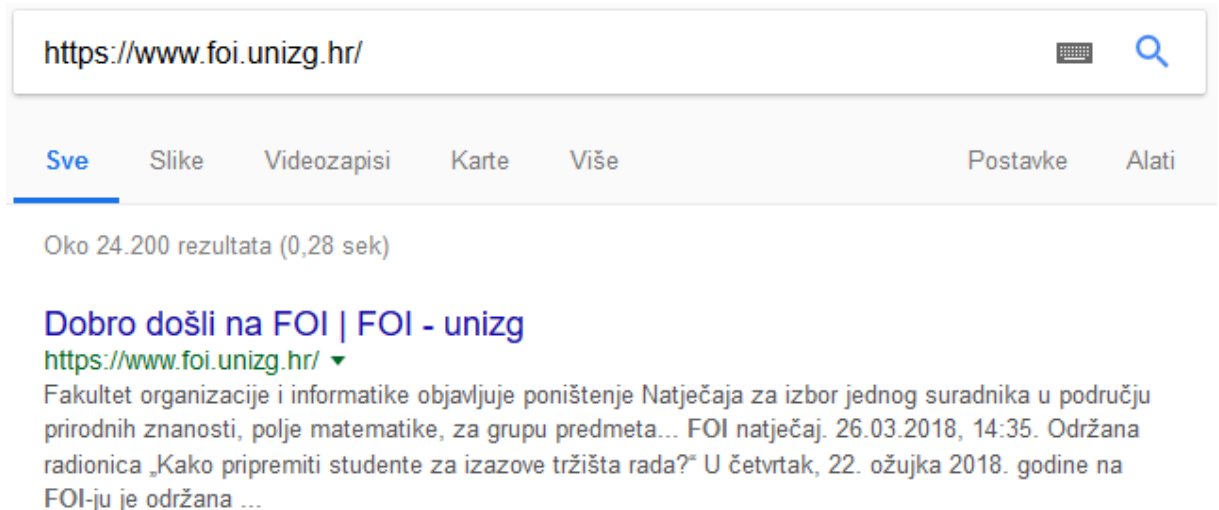 https://www.foi.unizg.hr/
Sve Slike Videozapisi Karte Više Postavke Alati
Oko 24.200 rezultata (0,28 sek)
Dobro došli na FOI | FOI - unizg
https://www.foi.unizg.hr/
Fakultet organizacije i informatike objavljuje poništenje Natječaja za izbor jednog suradnika u području
prirodnih znanosti, polje matematike, za grupu predmeta... FOI natječaj. 26.03.2018, 14:35. Održana
radionica „Kako pripremiti studente za izazove tržišta rada?“ U četvrtak, 22. ožujka 2018. godine na
FOI-ju je održana ...